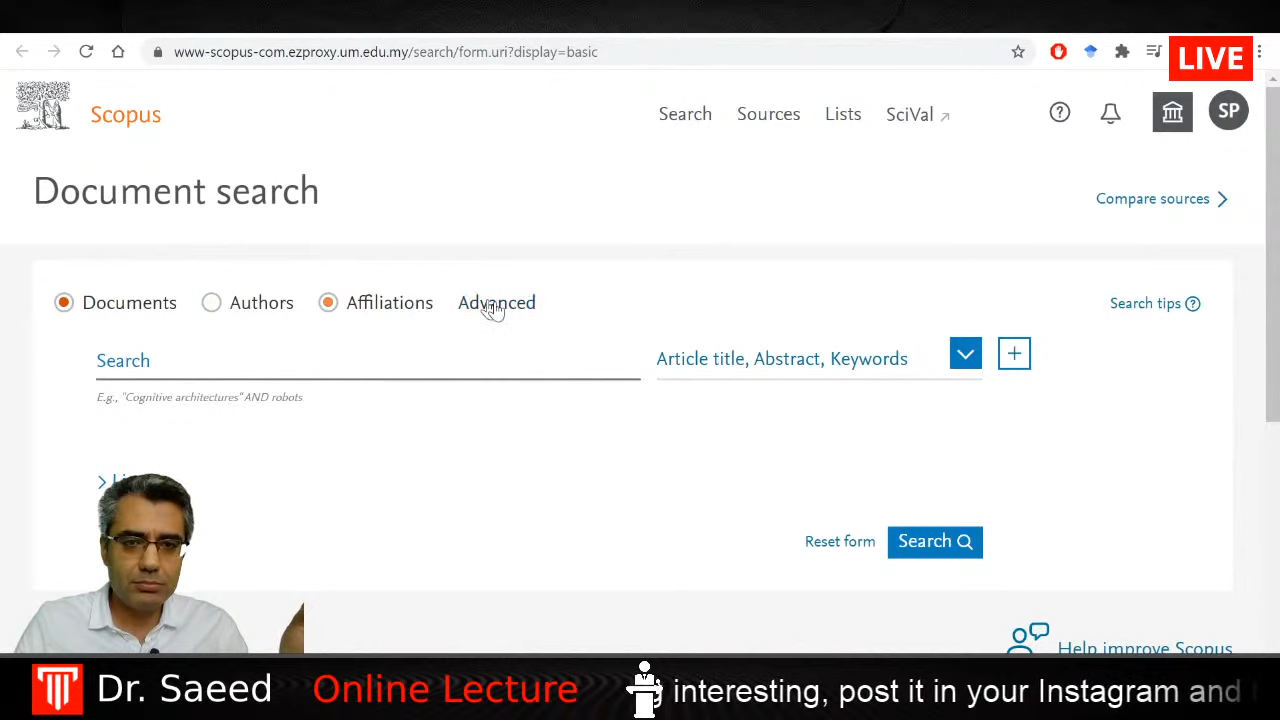 www-scopus-com.ezproxy.um.edu.my/search/form.uri?display=basic
LIVE
Scopus
Search Sources Lists SciVal
SP
Document search
Compare sources
Documents Authors Affiliations Advanced
Search tips
Search
Article title, Abstract, Keywords
E.g., "Cognitive architectures" AND robots
Reset form
Search
Help improve Scopus
Dr. Saeed Online Lecture
interesting, post it in your Instagram and